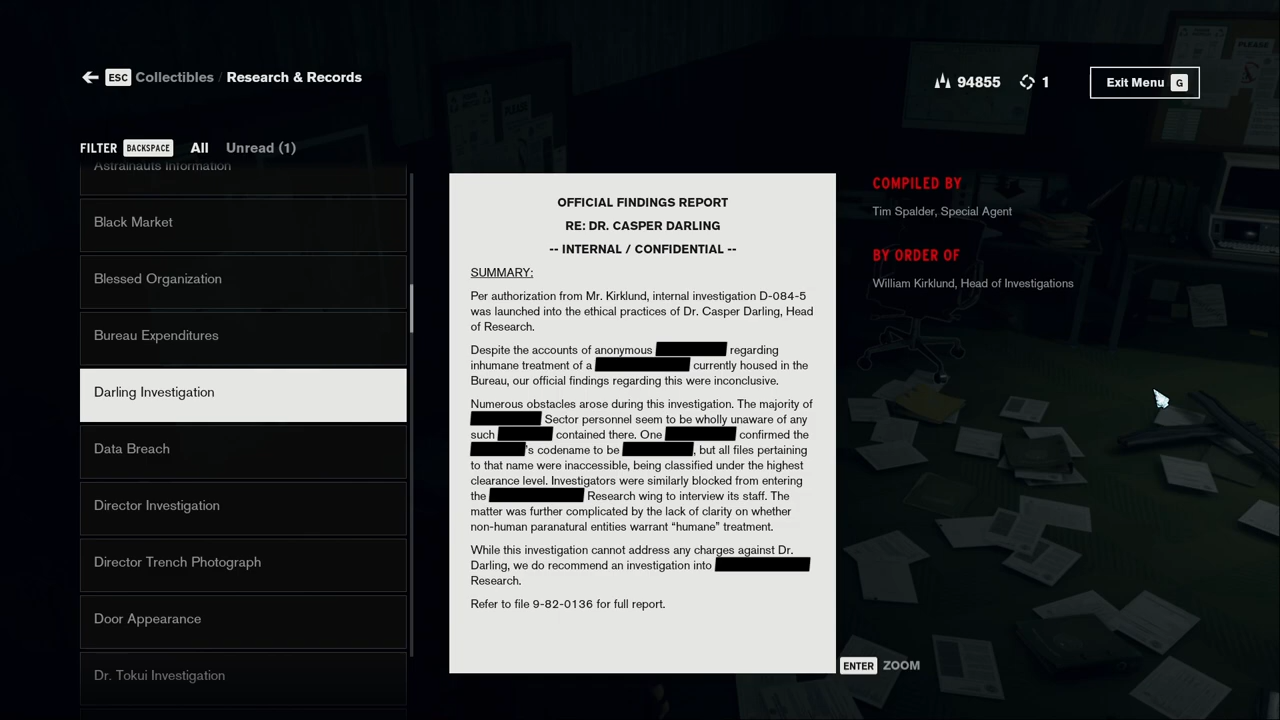 ESC Collectibles / Research & Records
94855 1 Exit Menu G
FILTER BACKSPACE All Unread (1)
Astralnauts Information
Black Market
Blessed Organization
Bureau Expenditures
Darling Investigation
Data Breach
Director Investigation
Director Trench Photograph
Door Appearance
Dr. Tokui Investigation
OFFICIAL FINDINGS REPORT
RE: DR. CASPER DARLING
-- INTERNAL / CONFIDENTIAL --
SUMMARY:
Per authorization from Mr. Kirklund, internal investigation D-084-5
was launched into the ethical practices of Dr. Casper Darling, Head
of Research.
Despite the accounts of anonymous regarding
inhumane treatment of a currently housed in the
Bureau, our official findings regarding this were inconclusive.
Numerous obstacles arose during this investigation. The majority of
Sector personnel seem to be wholly unaware of any
such contained there. One confirmed the
's codename to be , but all files pertaining
to that name were inaccessible, being classified under the highest
clearance level. Investigators were similarly blocked from entering
the Research wing to interview its staff. The
matter was further complicated by the lack of clarity on whether
non-human paranatural entities warrant “humane” treatment.
While this investigation cannot address any charges against Dr.
Darling, we do recommend an investigation into
Research.
Refer to file 9-82-0136 for full report.
ENTER ZOOM
COMPILED BY
Tim Spalder, Special Agent
BY ORDER OF
William Kirklund, Head of Investigations
PLEASE
PLEASE